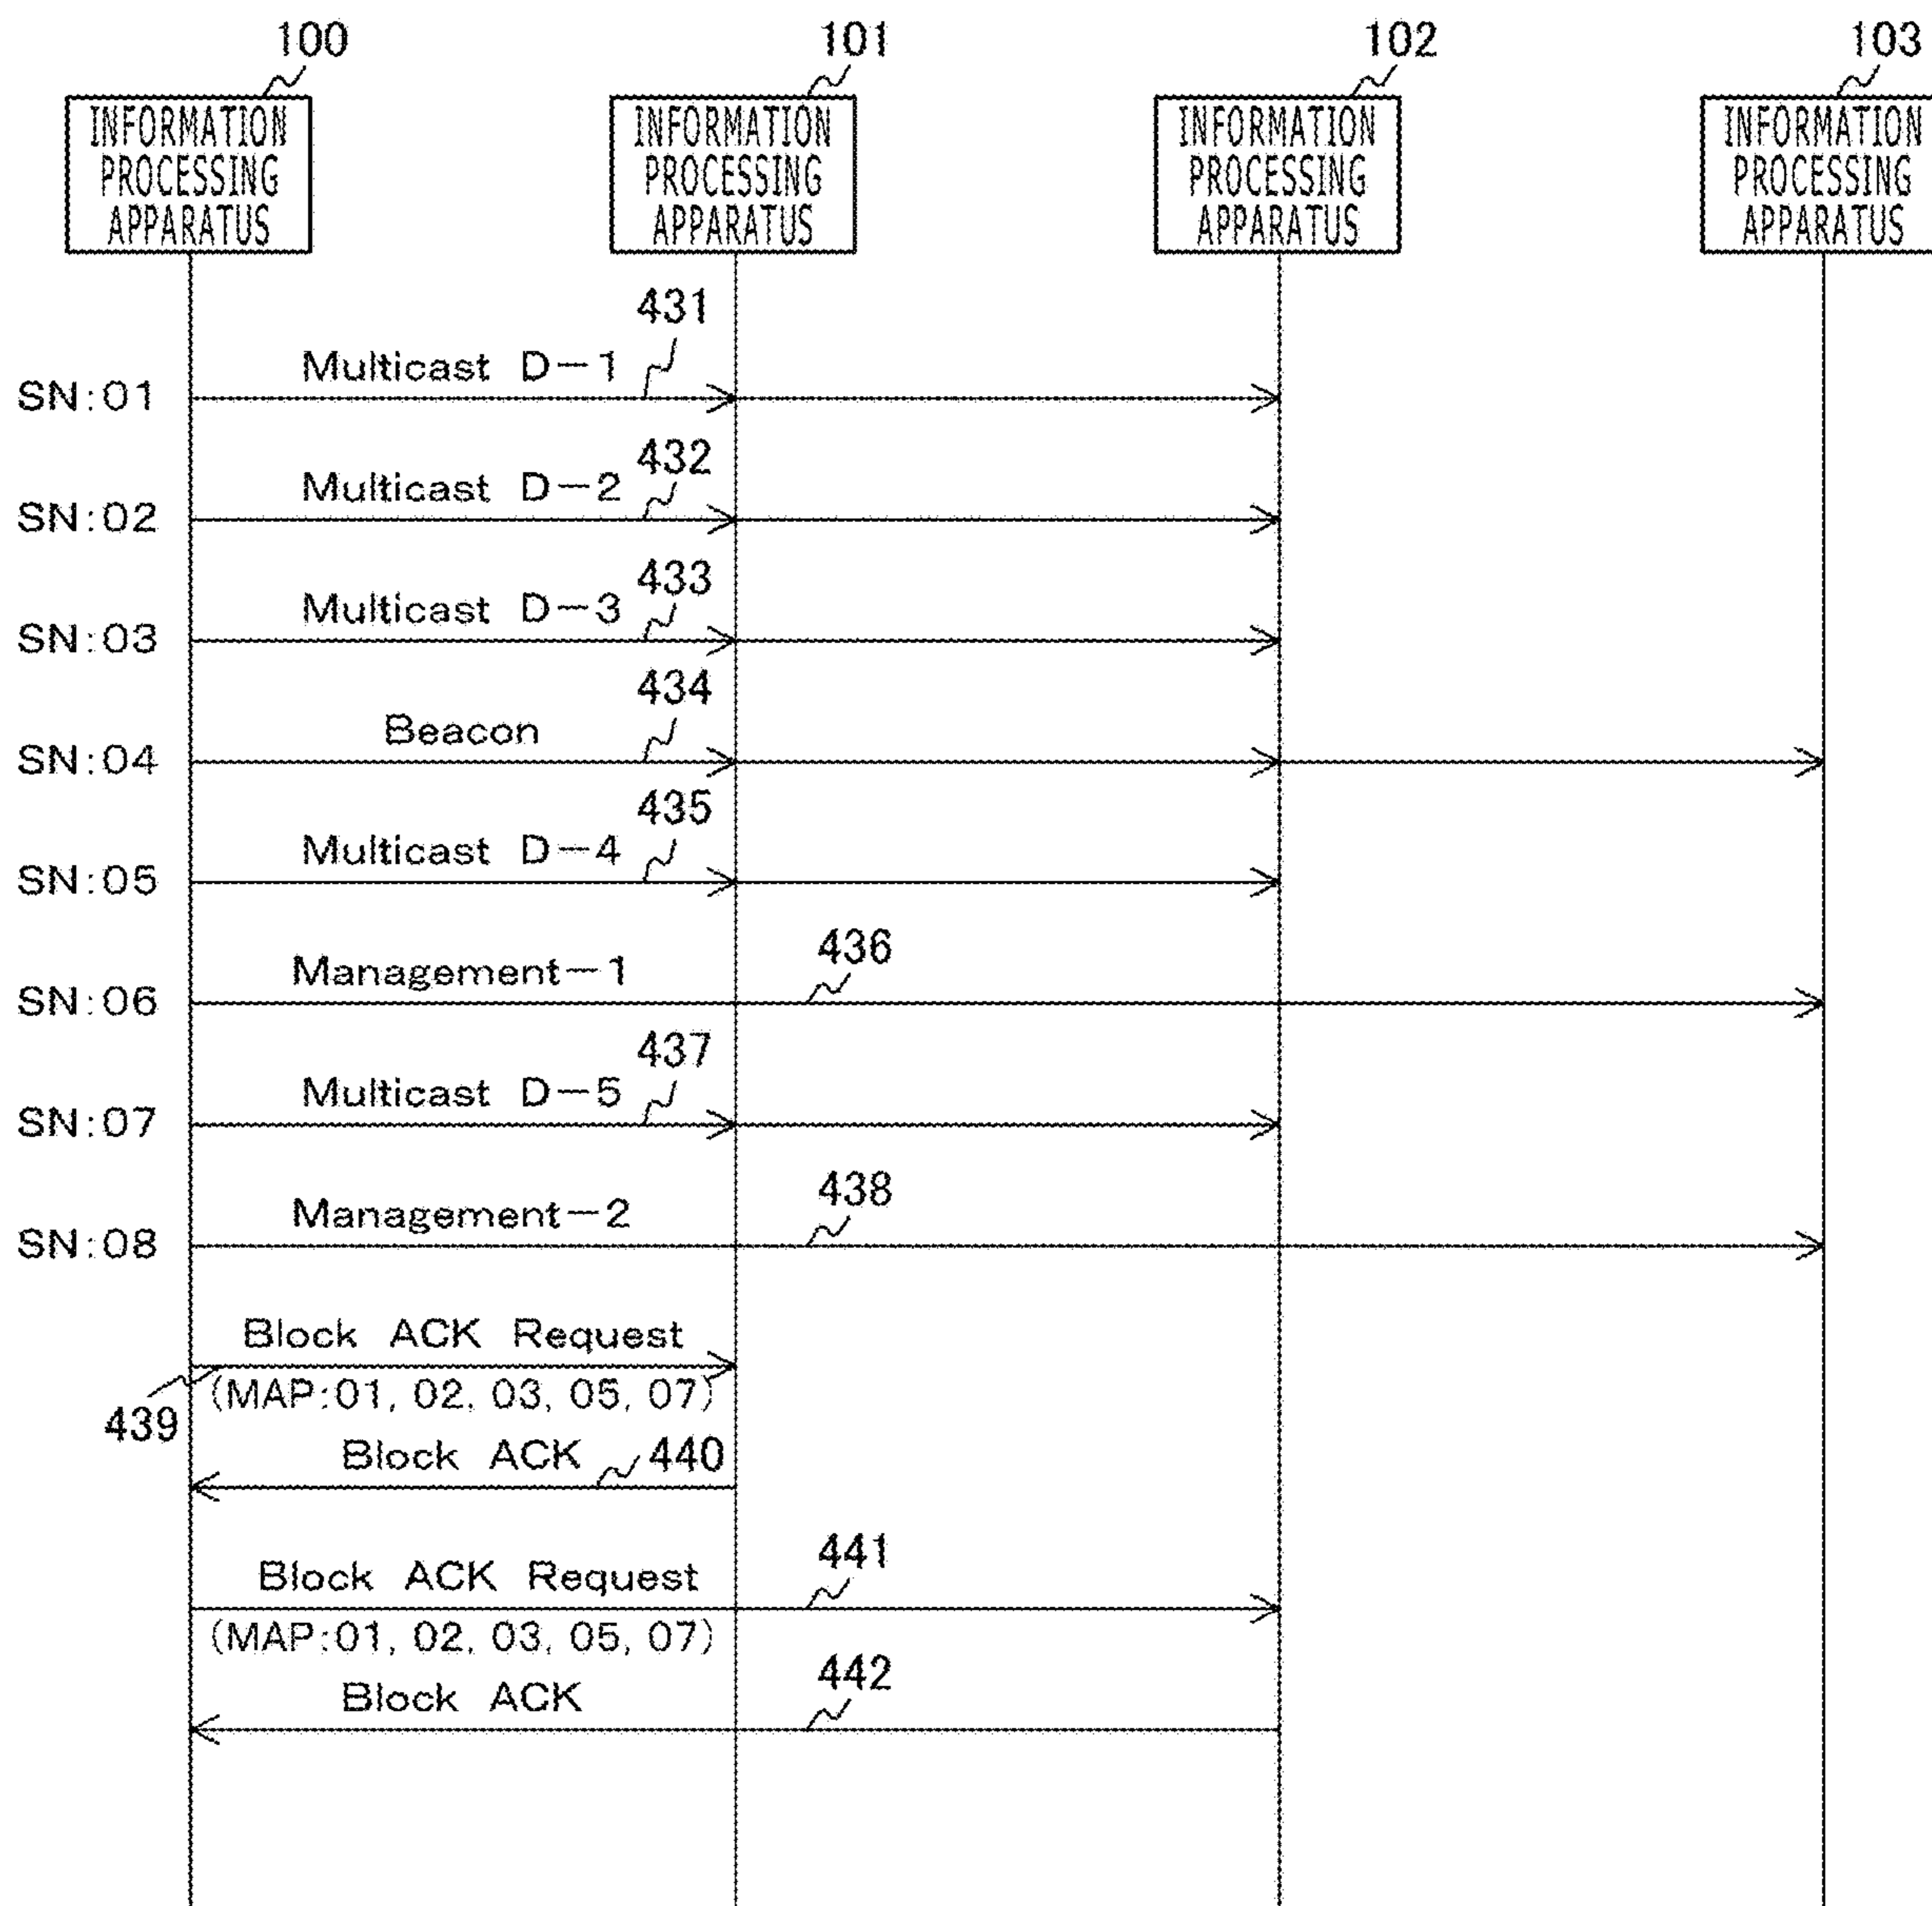 100
101
102
103
INFORMATION
PROCESSING
APPARATUS
INFORMATION
PROCESSING
APPARATUS
INFORMATION
PROCESSING
APPARATUS
INFORMATION
PROCESSING
APPARATUS
431
SN:01
Multicast D-1
432
SN:02
Multicast D-2
433
SN:03
Multicast D-3
434
SN:04
Beacon
435
SN:05
Multicast D-4
436
SN:06
Management-1
437
SN:07
Multicast D-5
438
SN:08
Management-2
Block ACK Request
(MAP:01, 02, 03, 05, 07)
439
Block ACK
440
441
Block ACK Request
(MAP:01, 02, 03, 05, 07)
442
Block ACK